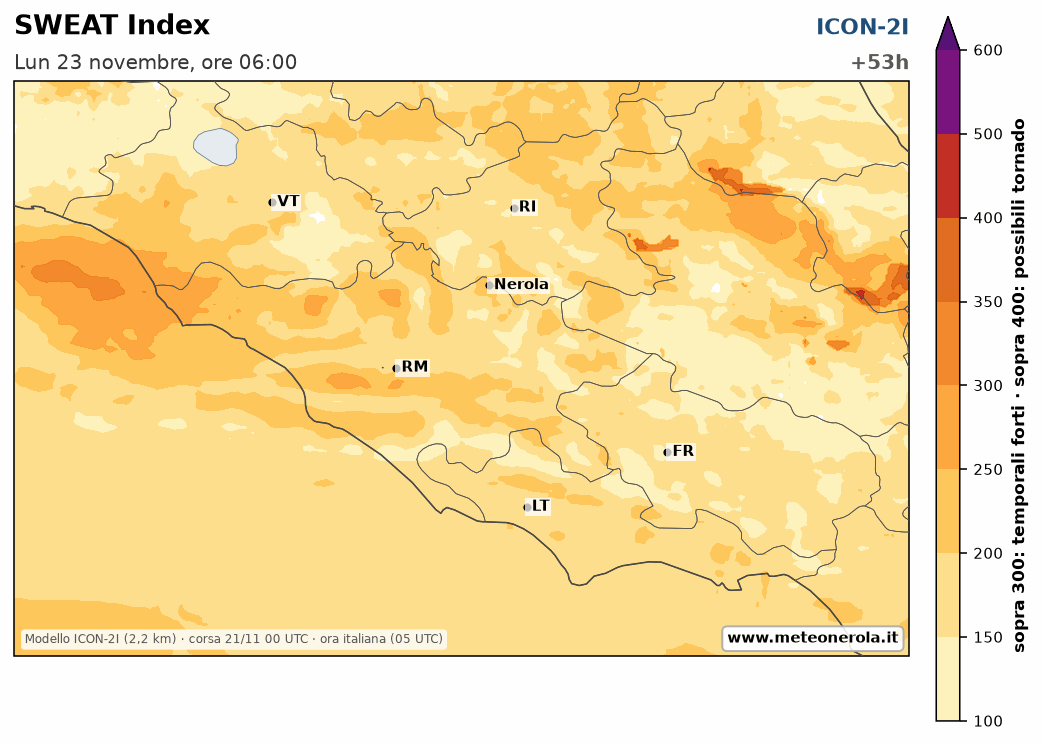 SWEAT Index
ICON-2I
Lun 23 novembre, ore 06:00
+53h
VT
RI
Nerola
RM
FR
LT
Modello ICON-2I (2,2 km) · corsa 21/11 00 UTC · ora italiana (05 UTC)
www.meteonerola.it
600
500
400
350
300
250
200
150
100
sopra 300: temporali forti · sopra 400: possibili tornado